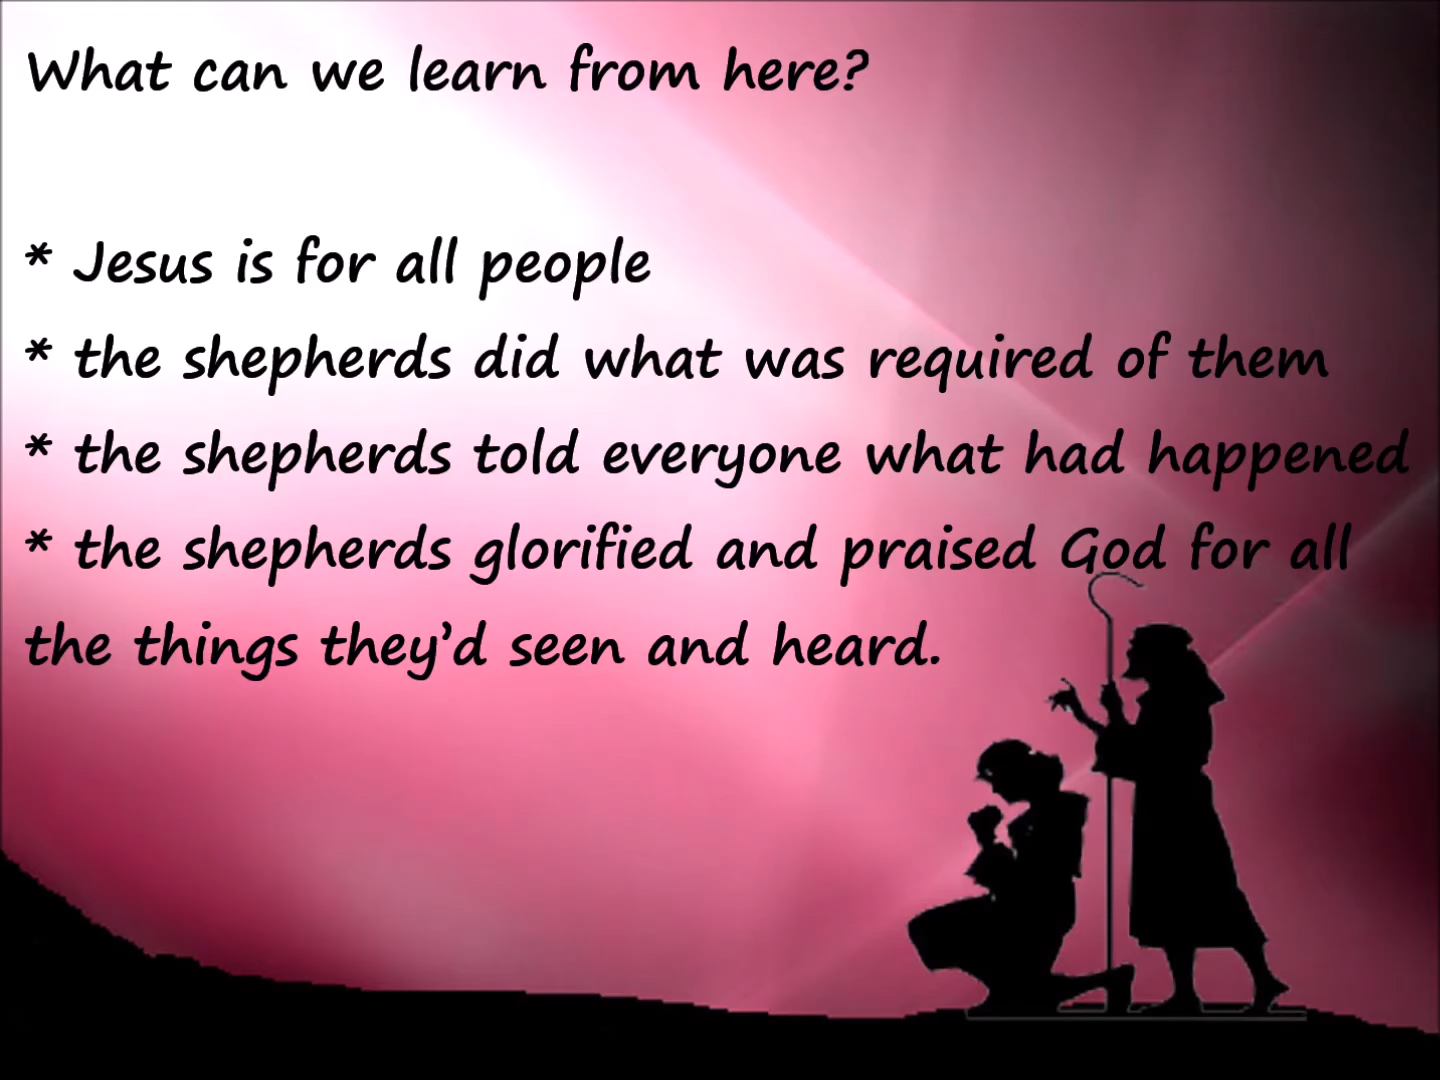 What can we learn from here?
* Jesus is for all people
* the shepherds did what was required of them
* the shepherds told everyone what had happened
* the shepherds glorified and praised God for all
the things they’d seen and heard.